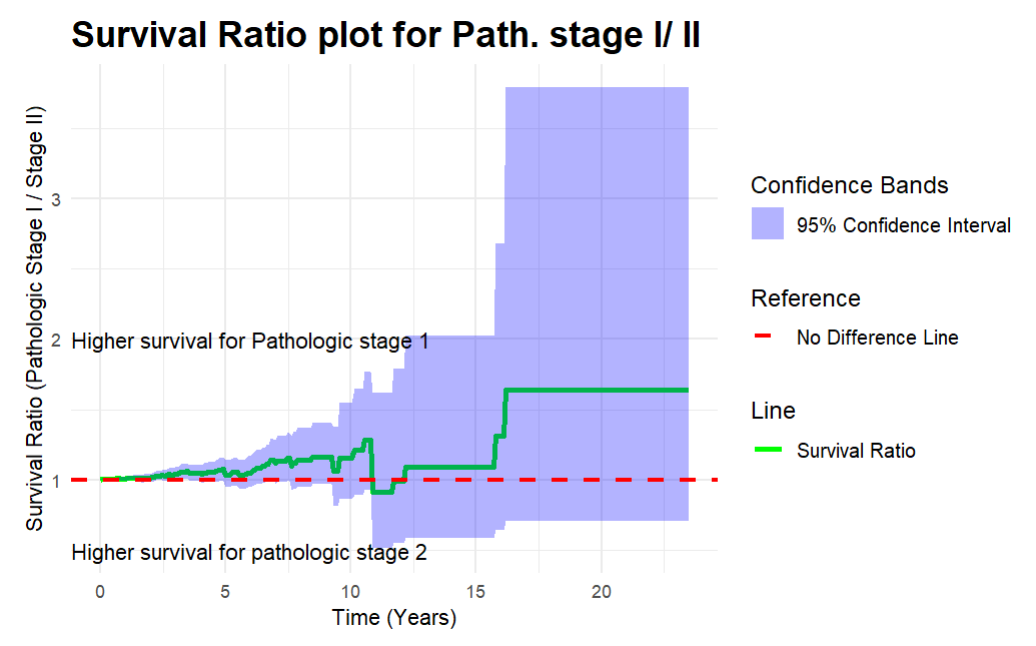 Survival Ratio plot for Path. stage I/ II
Survival Ratio (Pathologic Stage I / Stage II)
3
2
1
Higher survival for Pathologic stage 1
Higher survival for pathologic stage 2
0
5
10
15
20
Time (Years)
Confidence Bands
95% Confidence Interval
Reference
No Difference Line
Line
Survival Ratio